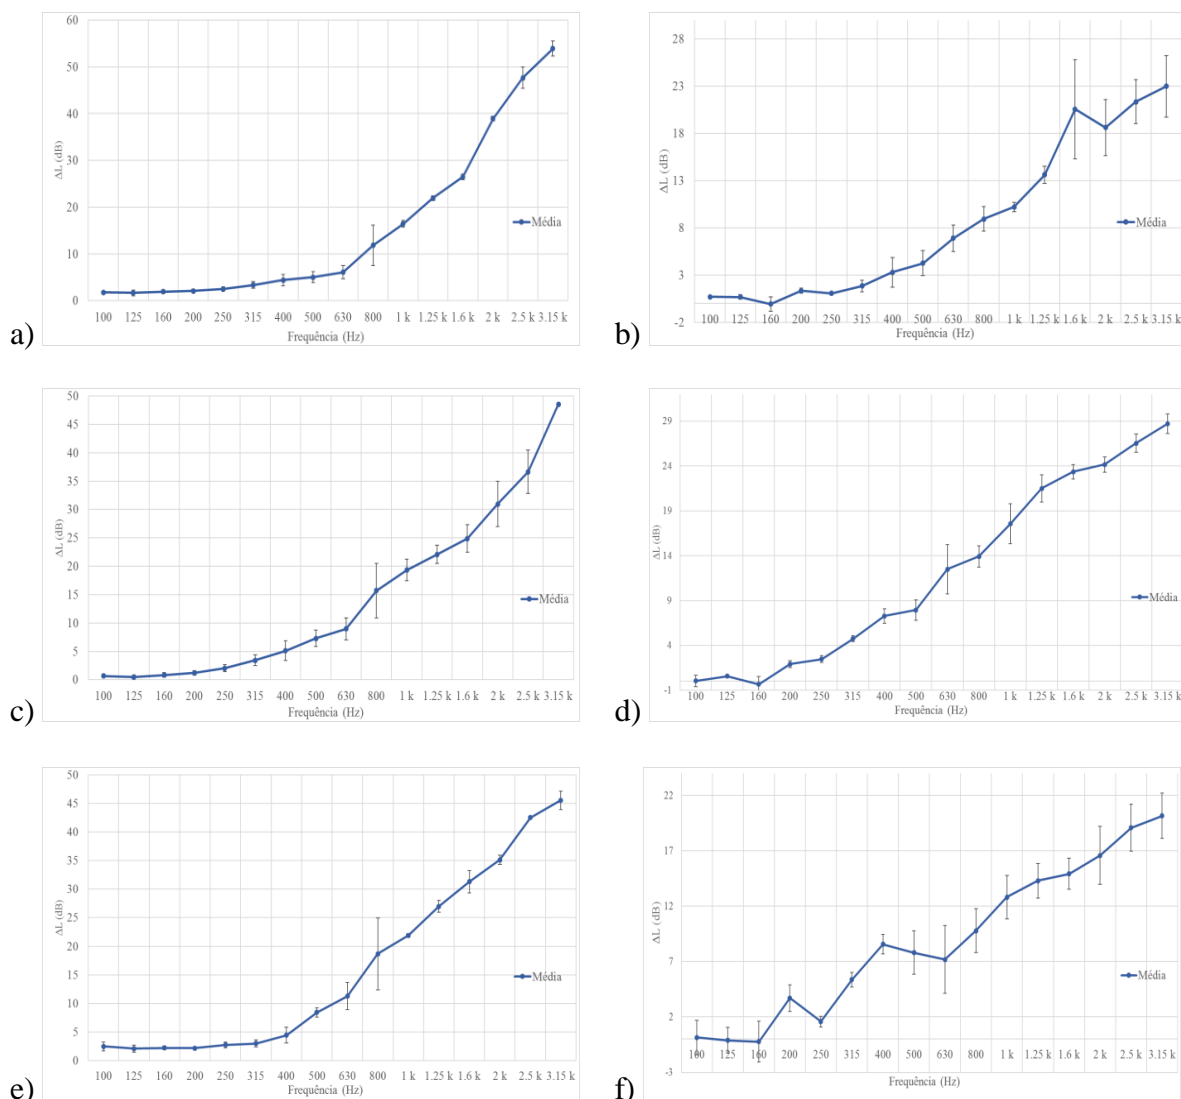 60
50
40
30
20
10
0
ΔL (dB)
Média
100 125 160 200 250 315 400 500 630 800 1 k 1.25 k 1.6 k 2 k 2.5 k 3.15 k
Frequência (Hz)
a)
28
23
18
13
8
3
-2
ΔL (dB)
Média
100 125 160 200 250 315 400 500 630 800 1 k 1.25 k 1.6 k 2 k 2.5 k 3.15 k
Frequência (Hz)
b)
50
45
40
35
30
25
20
15
10
5
0
ΔL (dB)
Média
100 125 160 200 250 315 400 500 630 800 1 k 1.25 k 1.6 k 2 k 2.5 k 3.15 k
Frequência (Hz)
c)
29
24
19
14
9
4
-1
ΔL (dB)
Média
100 125 160 200 250 315 400 500 630 800 1 k 1.25 k 1.6 k 2 k 2.5 k 3.15 k
Frequência (Hz)
d)
50
45
40
35
30
25
20
15
10
5
0
ΔL (dB)
Média
100 125 160 200 250 315 400 500 630 800 1 k 1.25 k 1.6 k 2 k 2.5 k 3.15 k
Frequência (Hz)
e)
22
17
12
7
2
-3
ΔL (dB)
Média
100 125 160 200 250 315 400 500 630 800 1 k 1.25 k 1.6 k 2 k 2.5 k 3.15 k
Frequência (Hz)
f)